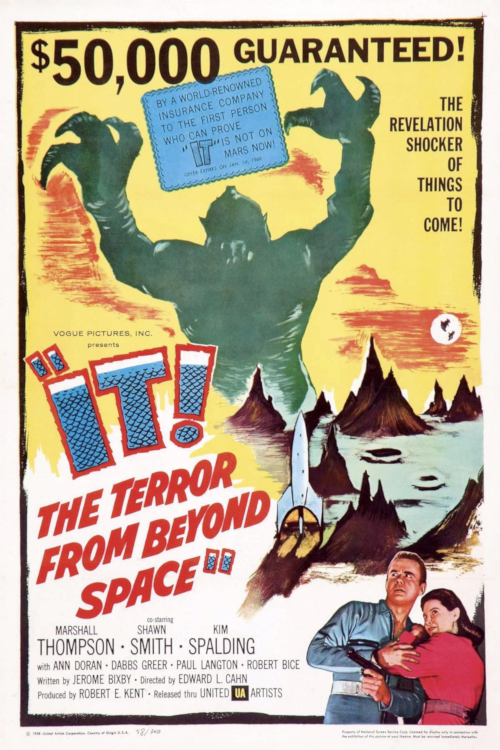 $50,000 GUARANTEED!
BY A WORLD-RENOWNED
INSURANCE COMPANY
TO THE FIRST PERSON
WHO CAN PROVE
"IT" IS NOT ON
MARS NOW!
THE
REVELATION
SHOCKER
OF
THINGS
TO
COME!
VOGUE PICTURES, INC.
presents
"IT!
THE TERROR
FROM BEYOND
SPACE"
co-starring
MARSHALL SHAWN KIM
THOMPSON · SMITH · SPALDING
with ANN DORAN · DABBS GREER · PAUL LANGTON · ROBERT BICE
Written by JEROME BIXBY · Directed by EDWARD L. CAHN
Produced by ROBERT E. KENT · Released thru UNITED UA ARTISTS